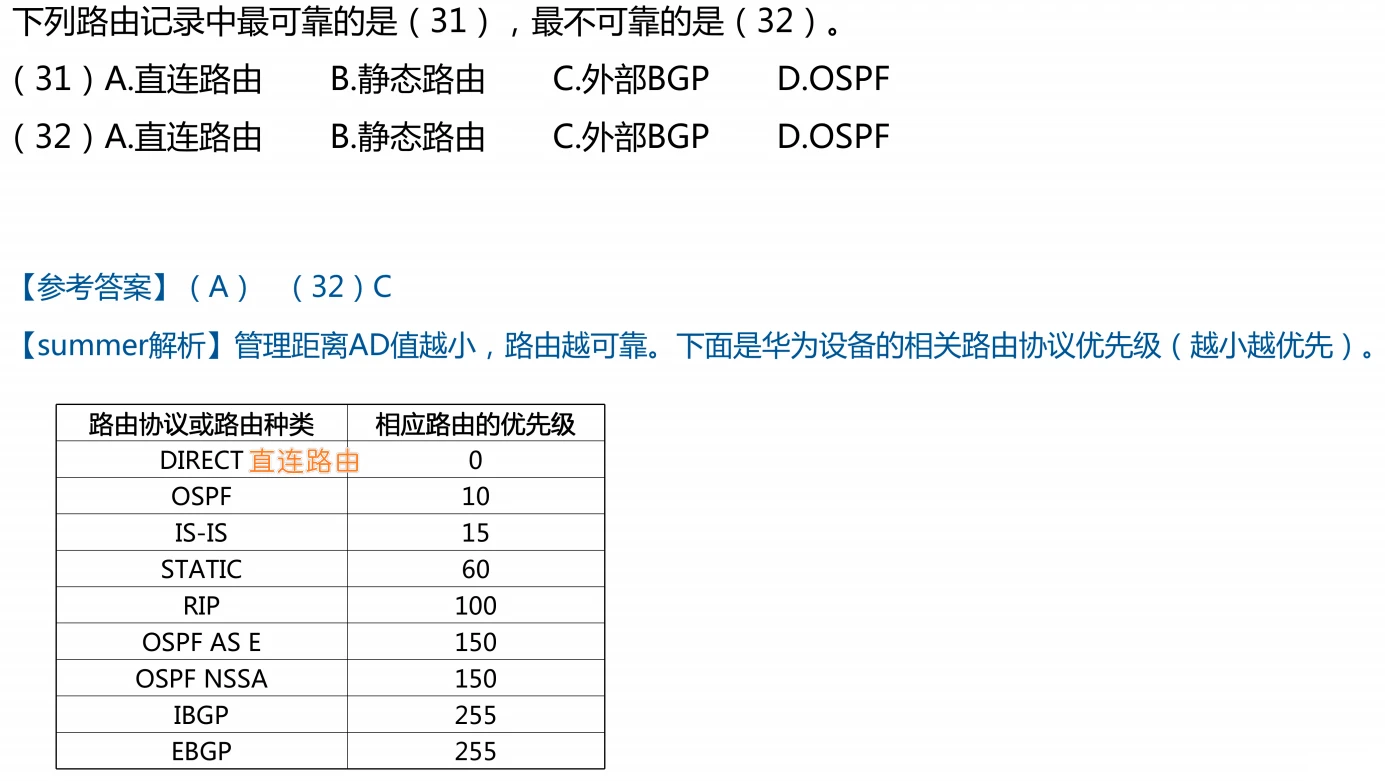 下列路由记录中最可靠的是（31），最不可靠的是（32）。
（31）A.直连路由 B.静态路由 C.外部BGP D.OSPF
（32）A.直连路由 B.静态路由 C.外部BGP D.OSPF
【参考答案】（A） （32）C
【summer解析】管理距离AD值越小，路由越可靠。下面是华为设备的相关路由协议优先级（越小越优先）。
路由协议或路由种类 相应路由的优先级
DIRECT 直连路由 0
OSPF 10
IS-IS 15
STATIC 60
RIP 100
OSPF AS E 150
OSPF NSSA 150
IBGP 255
EBGP 255